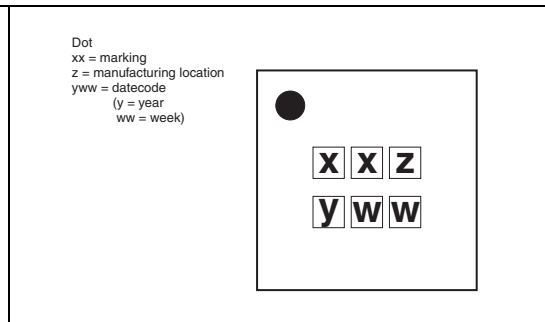 Dot
xx = marking
z = manufacturing location
yww = datecode
(y = year
ww = week)
x x z
y w w